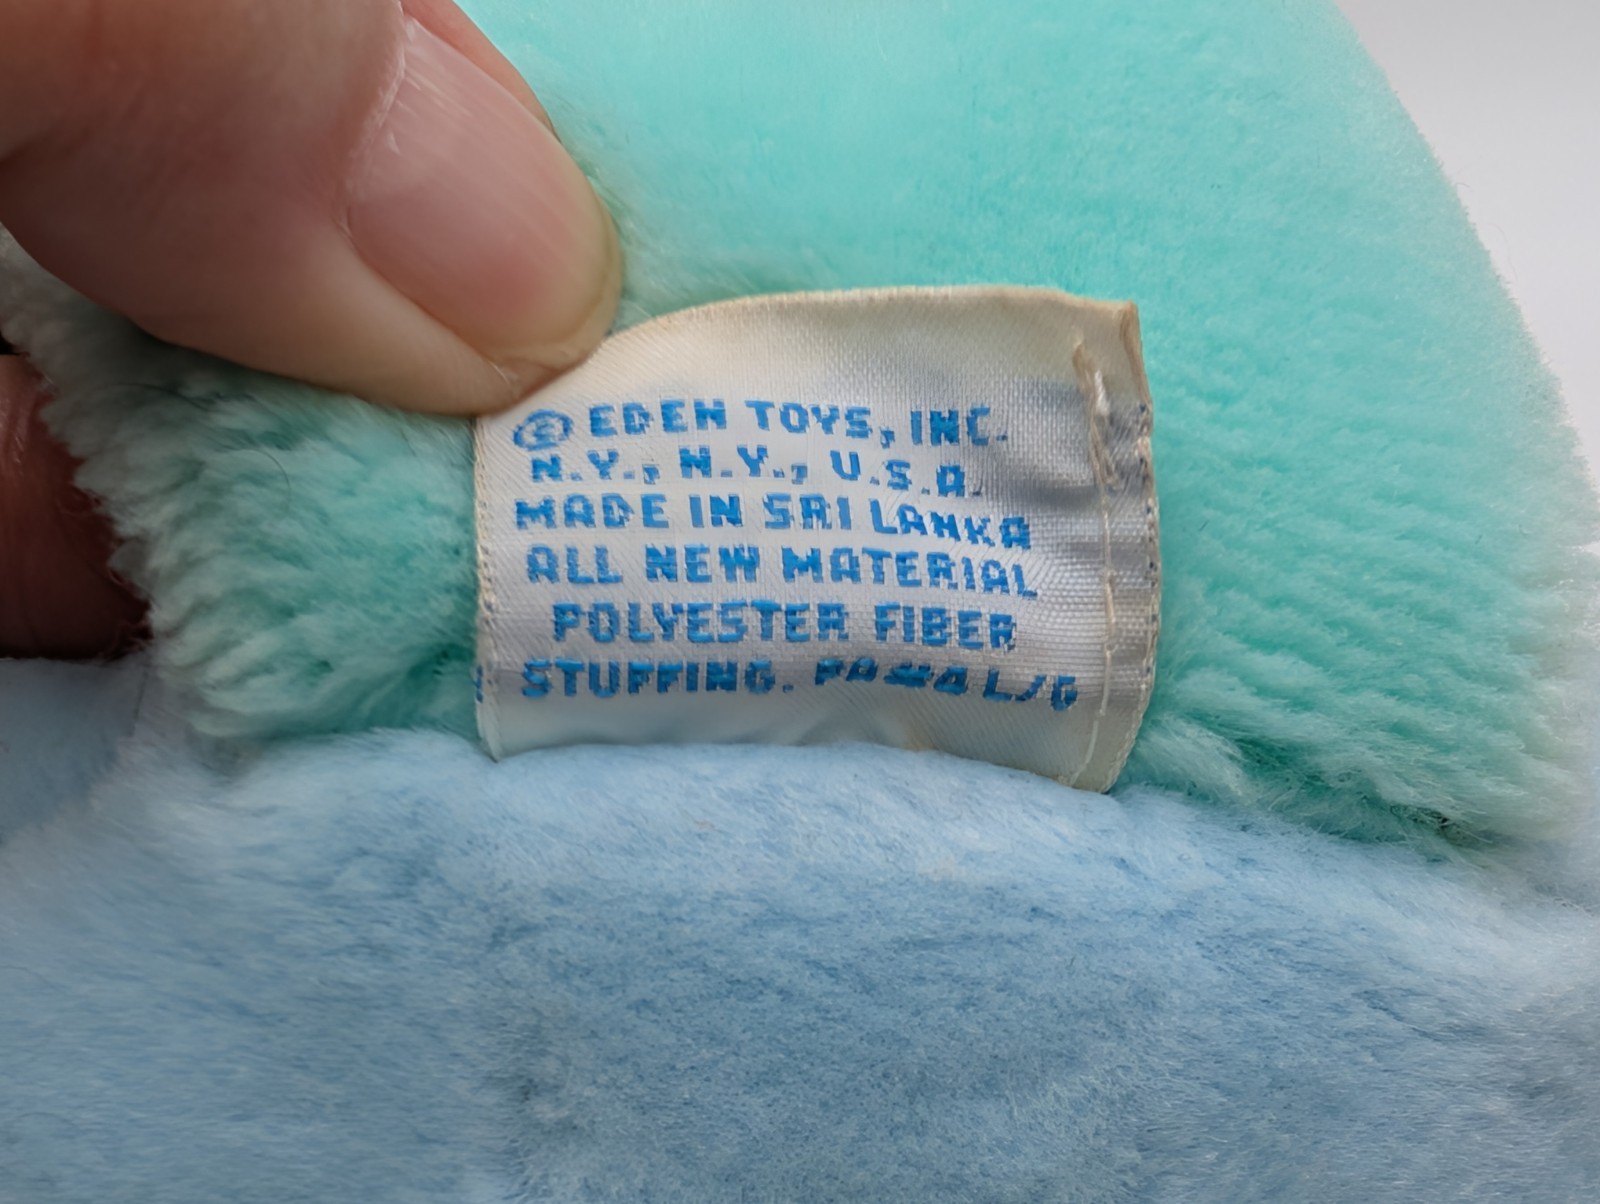 EDEN TOYS, INC.
N.Y., N.Y., U.S.A.
MADE IN SRI LANKA
ALL NEW MATERIAL
POLYESTER FIBER
STUFFING.